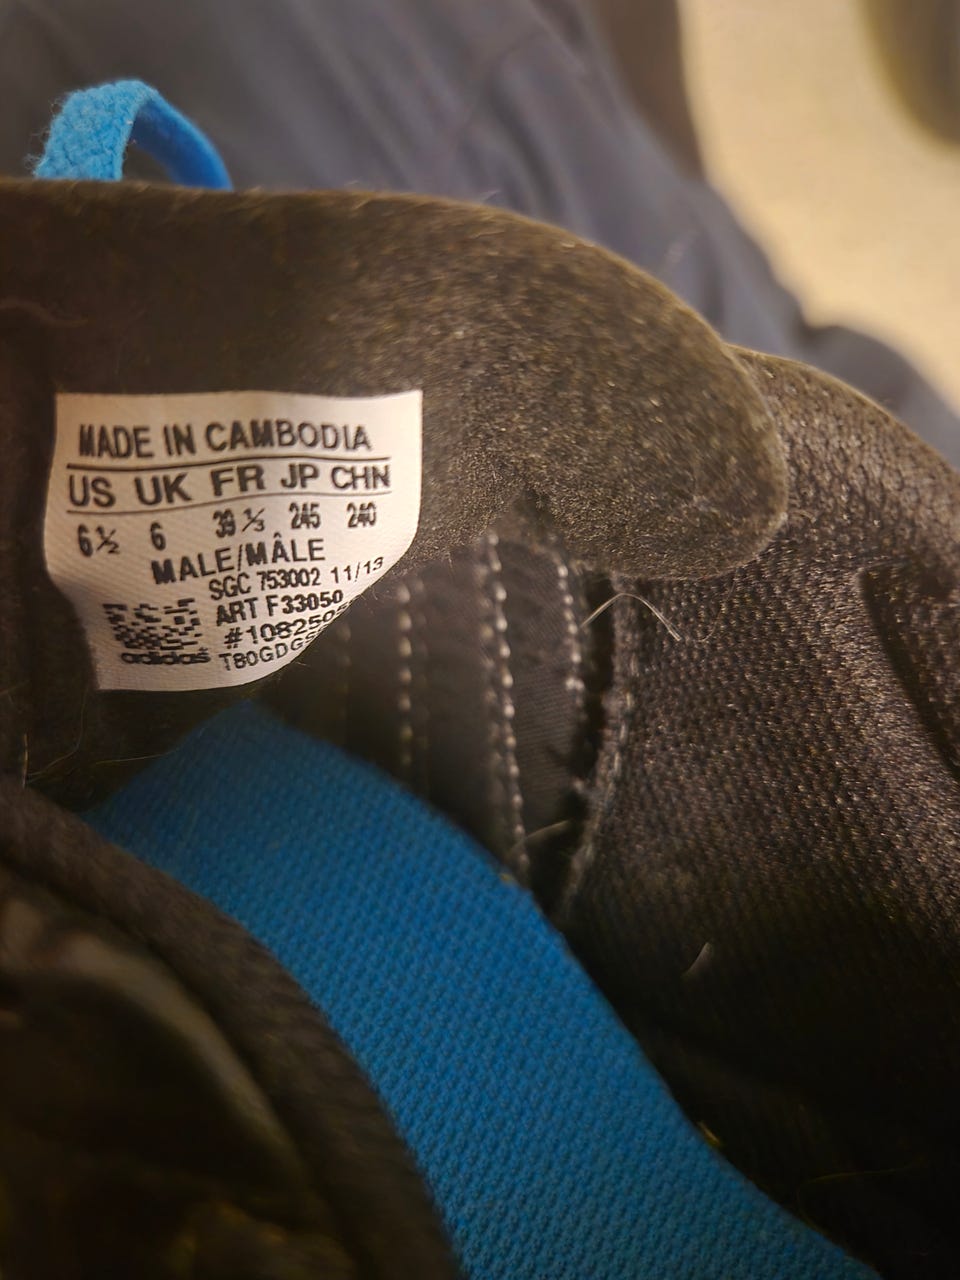 MADE IN CAMBODIA
US UK FR JP CHN
6½ 6 39⅓ 245 240
MALE/MÂLE
SGC 753002 11/13
ART F33050
adidas